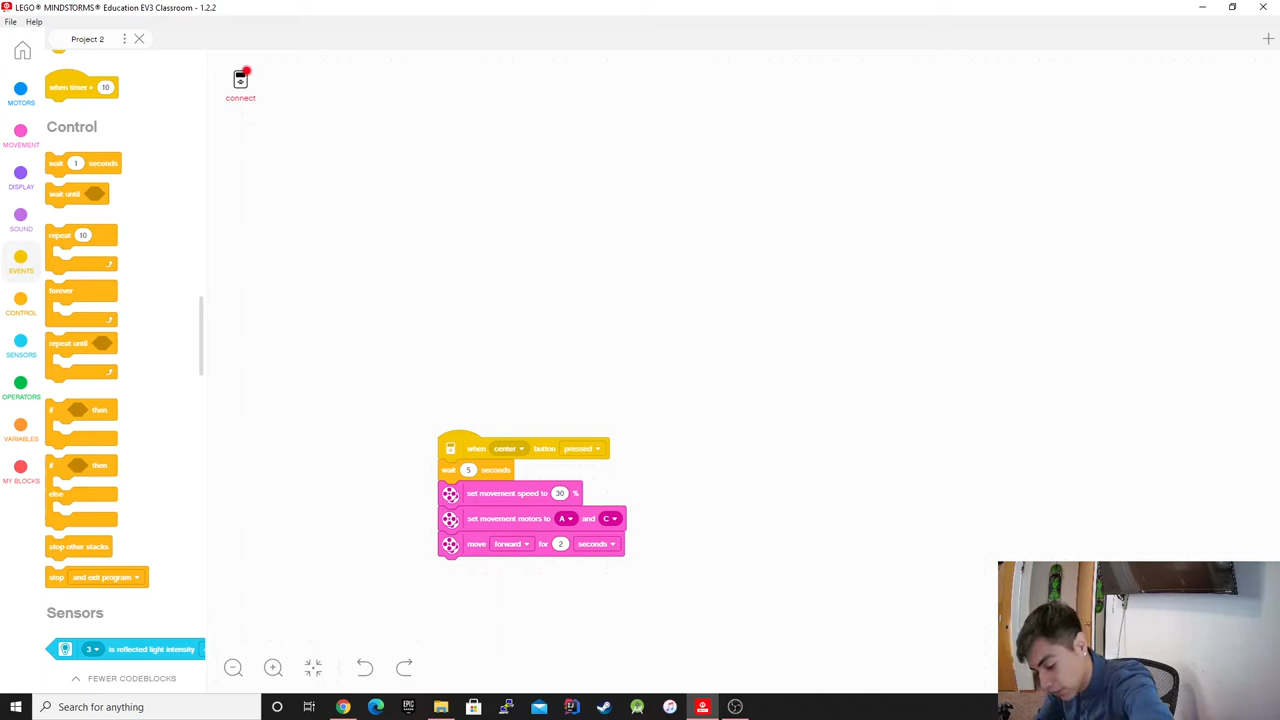 LEGO® MINDSTORMS® Education EV3 Classroom - 1.2.2
File Help
Project 2
when timer > 10
connect
MOTORS
Control
MOVEMENT
wait 1 seconds
DISPLAY
wait until
SOUND
repeat 10
EVENTS
forever
CONTROL
repeat until
SENSORS
OPERATORS
if then
VARIABLES
when center button pressed
if then
wait 5 seconds
MY BLOCKS
else
set movement speed to 30 %
set movement motors to A and C
stop other stacks
move forward for 2 seconds
stop and exit program
Sensors
3 is reflected light intensity
FEWER CODEBLOCKS
Search for anything
EPIC